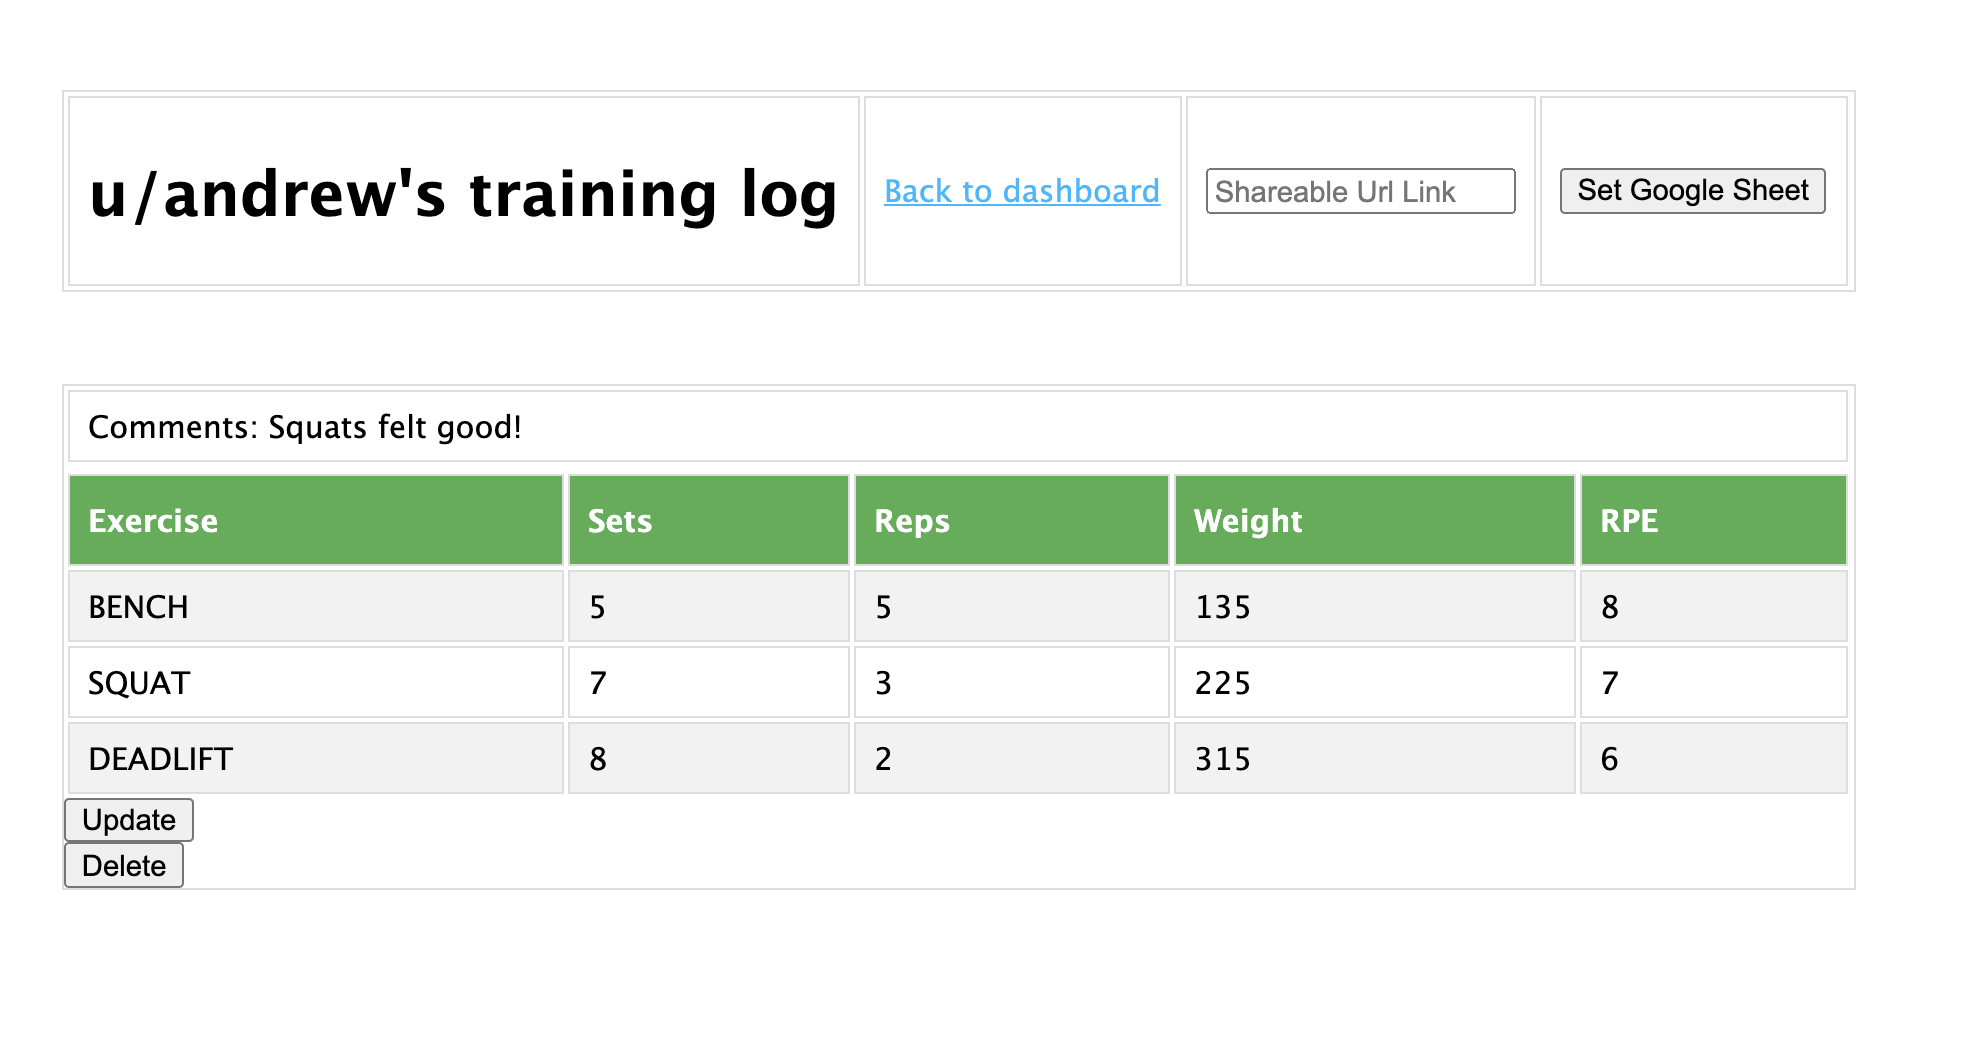 u/andrew's training log Back to dashboard Shareable Url Link Set Google Sheet
Comments: Squats felt good!
Exercise Sets Reps Weight RPE
BENCH 5 5 135 8
SQUAT 7 3 225 7
DEADLIFT 8 2 315 6
Update
Delete